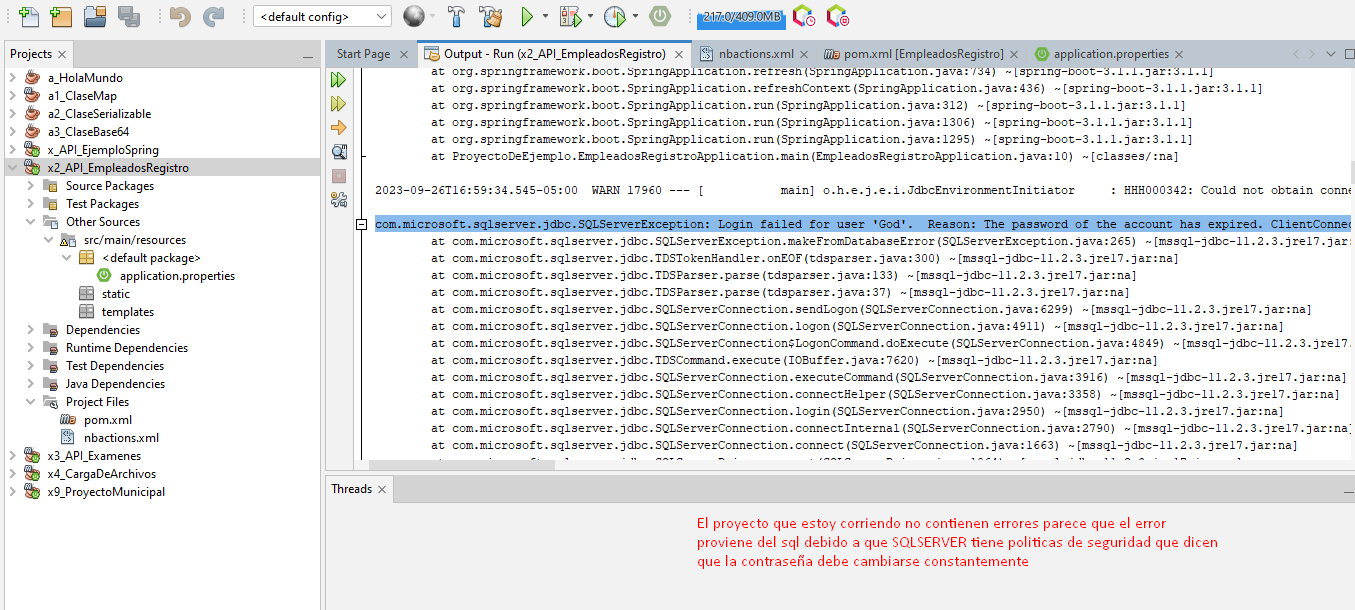 <default config>
217.0/409.0MB
Projects
Start Page
Output - Run (x2_API_EmpleadosRegistro)
nbactions.xml
pom.xml [EmpleadosRegistro]
application.properties
a_HolaMundo
a1_ClaseMap
a2_ClaseSerializable
a3_ClaseBase64
x_API_EjemploSpring
x2_API_EmpleadosRegistro
Source Packages
Test Packages
Other Sources
src/main/resources
<default package>
application.properties
static
templates
Dependencies
Runtime Dependencies
Test Dependencies
Java Dependencies
Project Files
pom.xml
nbactions.xml
x3_API_Examenes
x4_CargaDeArchivos
x9_ProyectoMunicipal
at org.springframework.boot.SpringApplication.refresh(SpringApplication.java:734) ~[spring-boot-3.1.1.jar:3.1.1]
at org.springframework.boot.SpringApplication.refreshContext(SpringApplication.java:436) ~[spring-boot-3.1.1.jar:3.1.1]
at org.springframework.boot.SpringApplication.run(SpringApplication.java:312) ~[spring-boot-3.1.1.jar:3.1.1]
at org.springframework.boot.SpringApplication.run(SpringApplication.java:1306) ~[spring-boot-3.1.1.jar:3.1.1]
at org.springframework.boot.SpringApplication.run(SpringApplication.java:1295) ~[spring-boot-3.1.1.jar:3.1.1]
at ProyectoDeEjemplo.EmpleadosRegistroApplication.main(EmpleadosRegistroApplication.java:10) ~[classes/:na]
2023-09-26T16:59:34.545-05:00  WARN 17960 --- [           main] o.h.e.j.e.i.JdbcEnvironmentInitiator     : HHH000342: Could not obtain conne
com.microsoft.sqlserver.jdbc.SQLServerException: Login failed for user 'God'.  Reason: The password of the account has expired. ClientConnec
at com.microsoft.sqlserver.jdbc.SQLServerException.makeFromDatabaseError(SQLServerException.java:265) ~[mssql-jdbc-11.2.3.jre17.jar:
at com.microsoft.sqlserver.jdbc.TDSTokenHandler.onEOF(tdsparser.java:300) ~[mssql-jdbc-11.2.3.jre17.jar:na]
at com.microsoft.sqlserver.jdbc.TDSParser.parse(tdsparser.java:133) ~[mssql-jdbc-11.2.3.jre17.jar:na]
at com.microsoft.sqlserver.jdbc.TDSParser.parse(tdsparser.java:37) ~[mssql-jdbc-11.2.3.jre17.jar:na]
at com.microsoft.sqlserver.jdbc.SQLServerConnection.sendLogon(SQLServerConnection.java:6299) ~[mssql-jdbc-11.2.3.jre17.jar:na]
at com.microsoft.sqlserver.jdbc.SQLServerConnection.logon(SQLServerConnection.java:4911) ~[mssql-jdbc-11.2.3.jre17.jar:na]
at com.microsoft.sqlserver.jdbc.SQLServerConnection$LogonCommand.doExecute(SQLServerConnection.java:4849) ~[mssql-jdbc-11.2.3.jre17.
at com.microsoft.sqlserver.jdbc.TDSCommand.execute(IOBuffer.java:7620) ~[mssql-jdbc-11.2.3.jre17.jar:na]
at com.microsoft.sqlserver.jdbc.SQLServerConnection.executeCommand(SQLServerConnection.java:3916) ~[mssql-jdbc-11.2.3.jre17.jar:na]
at com.microsoft.sqlserver.jdbc.SQLServerConnection.connectHelper(SQLServerConnection.java:3358) ~[mssql-jdbc-11.2.3.jre17.jar:na]
at com.microsoft.sqlserver.jdbc.SQLServerConnection.login(SQLServerConnection.java:2950) ~[mssql-jdbc-11.2.3.jre17.jar:na]
at com.microsoft.sqlserver.jdbc.SQLServerConnection.connectInternal(SQLServerConnection.java:2790) ~[mssql-jdbc-11.2.3.jre17.jar:na]
at com.microsoft.sqlserver.jdbc.SQLServerConnection.connect(SQLServerConnection.java:1663) ~[mssql-jdbc-11.2.3.jre17.jar:na]
Threads
El proyecto que estoy corriendo no contienen errores parece que el error
proviene del sql debido a que SQLSERVER tiene politicas de seguridad que dicen
que la contraseña debe cambiarse constantemente